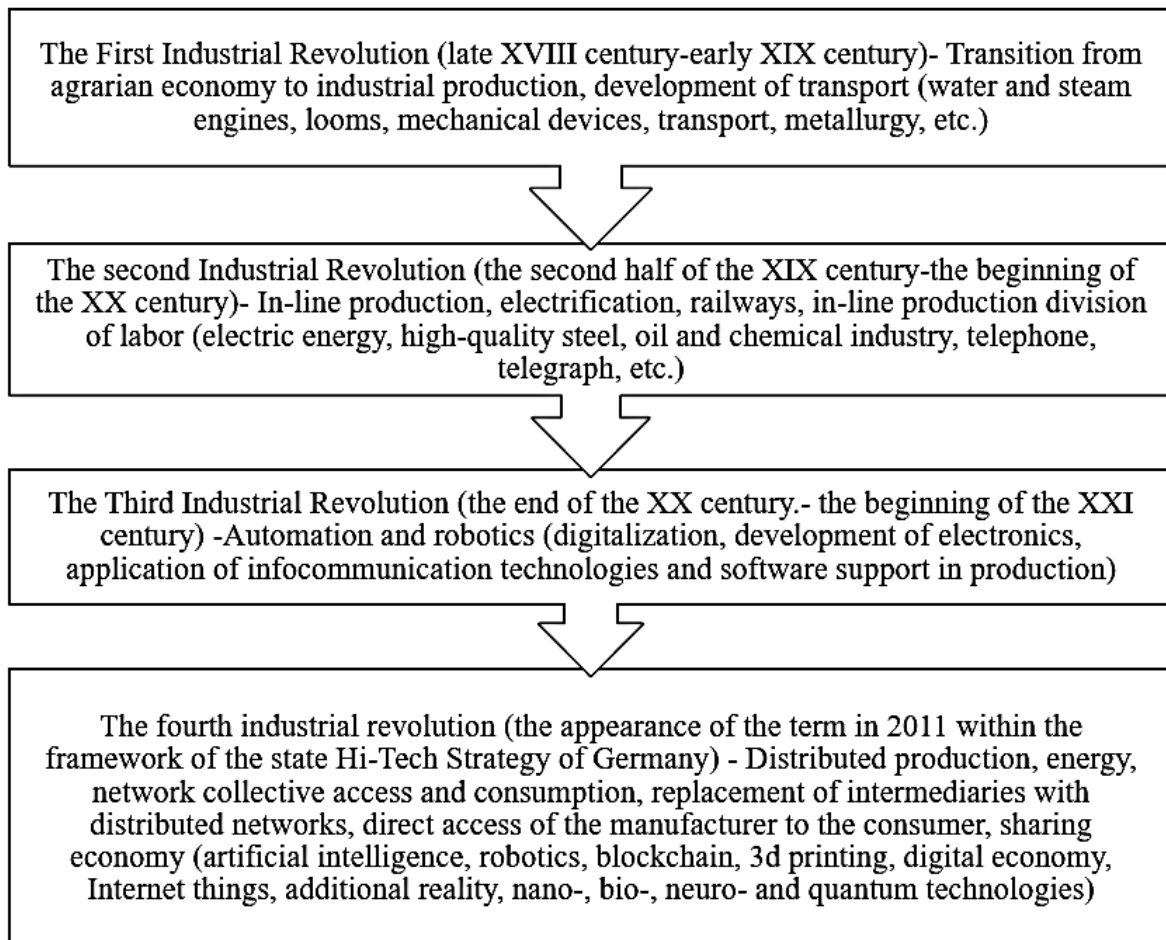 The First Industrial Revolution (late XVIII century-early XIX century)- Transition from
agrarian economy to industrial production, development of transport (water and steam
engines, looms, mechanical devices, transport, metallurgy, etc.)
The second Industrial Revolution (the second half of the XIX century-the beginning of
the XX century)- In-line production, electrification, railways, in-line production division
of labor (electric energy, high-quality steel, oil and chemical industry, telephone,
telegraph, etc.)
The Third Industrial Revolution (the end of the XX century.- the beginning of the XXI
century) -Automation and robotics (digitalization, development of electronics,
application of infocommunication technologies and software support in production)
The fourth industrial revolution (the appearance of the term in 2011 within the
framework of the state Hi-Tech Strategy of Germany) - Distributed production, energy,
network collective access and consumption, replacement of intermediaries with
distributed networks, direct access of the manufacturer to the consumer, sharing
economy (artificial intelligence, robotics, blockchain, 3d printing, digital economy,
Internet things, additional reality, nano-, bio-, neuro- and quantum technologies)